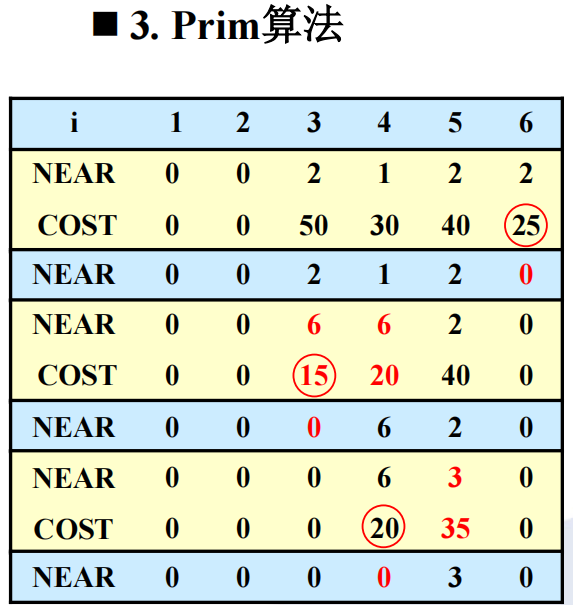 ■ 3. Prim算法
i 1 2 3 4 5 6
NEAR 0 0 2 1 2 2
COST 0 0 50 30 40 25
NEAR 0 0 2 1 2 0
NEAR 0 0 6 6 2 0
COST 0 0 15 20 40 0
NEAR 0 0 0 6 2 0
NEAR 0 0 0 6 3 0
COST 0 0 0 20 35 0
NEAR 0 0 0 0 3 0